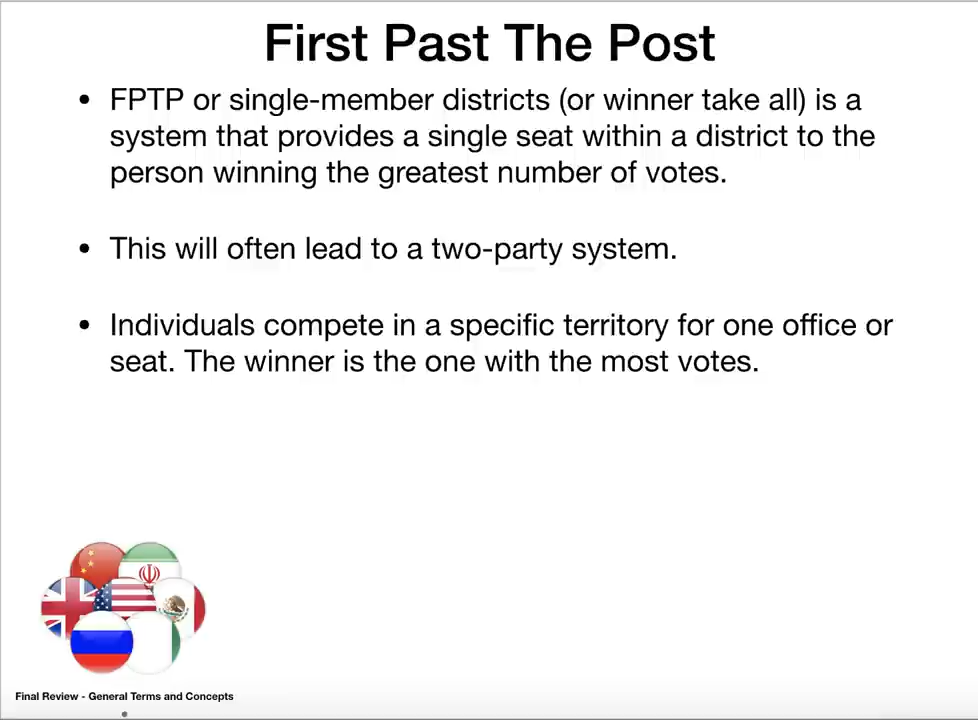 First Past The Post
• FPTP or single-member districts (or winner take all) is a
system that provides a single seat within a district to the
person winning the greatest number of votes.
• This will often lead to a two-party system.
• Individuals compete in a specific territory for one office or
seat. The winner is the one with the most votes.
Final Review - General Terms and Concepts